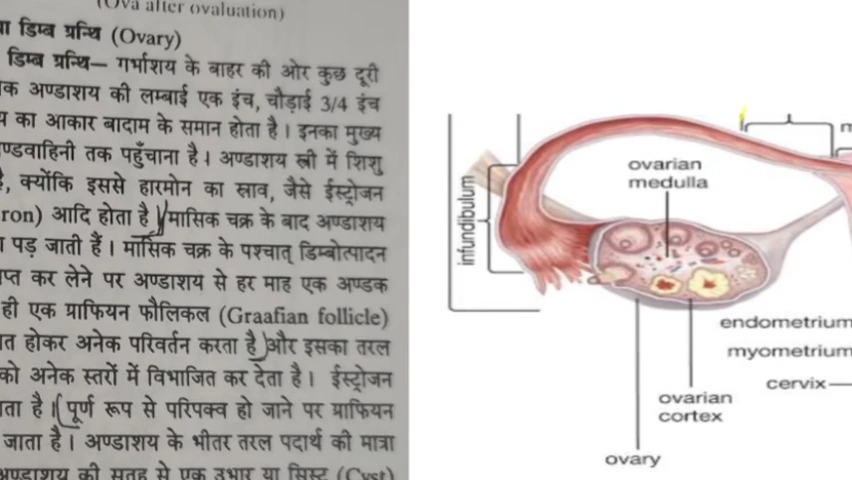 (Ova after ovaluation)
डिम्ब ग्रन्थि (Ovary)
डिम्ब ग्रन्थि— गर्भाशय के बाहर की ओर कुछ दूरी
अण्डाशय की लम्बाई एक इंच, चौड़ाई 3/4 इंच
का आकार बादाम के समान होता है। इनका मुख्य
ण्डवाहिनी तक पहुँचाना है। अण्डाशय स्त्री में शिशु
है, क्योंकि इससे हारमोन का स्राव, जैसे ईस्ट्रोजन
ron) आदि होता है। मासिक चक्र के बाद अण्डाशय
पड़ जाती हैं। मासिक चक्र के पश्चात् डिम्बोत्पादन
प्त कर लेने पर अण्डाशय से हर माह एक अण्डक
ही एक ग्राफियन फौलिकल (Graafian follicle)
होकर अनेक परिवर्तन करता है और इसका तरल
को अनेक स्तरों में विभाजित कर देता है। ईस्ट्रोजन
ता है। पूर्ण रूप से परिपक्व हो जाने पर ग्राफियन
जाता है। अण्डाशय के भीतर तरल पदार्थ की मात्रा
अण्डाशय की सतह से एक उभार या सिस्ट (Cyst)
infundibulum
ovarian
medulla
endometrium
myometrium
cervix
ovarian
cortex
ovary